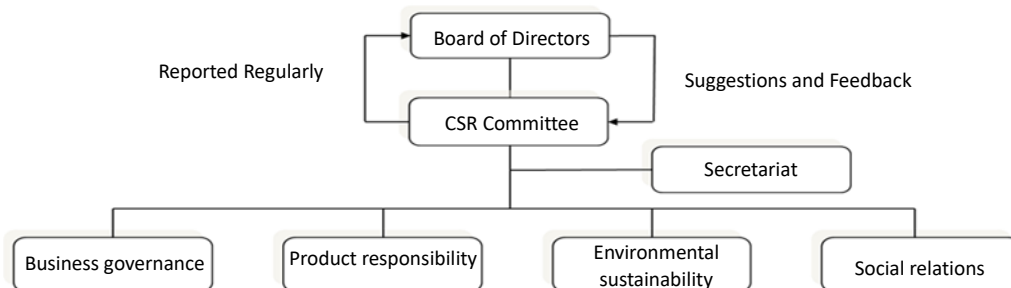 Board of Directors
Reported Regularly
Suggestions and Feedback
CSR Committee
Secretariat
Business governance
Product responsibility
Environmental
sustainability
Social relations